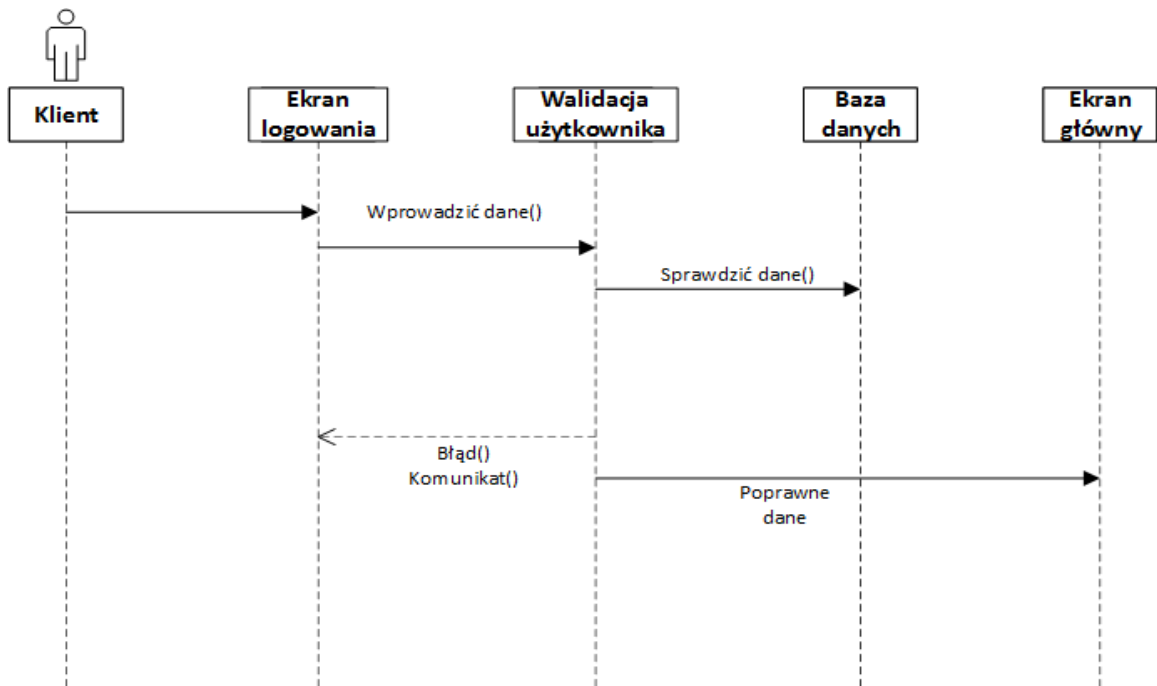 Klient
Ekran
logowania
Walidacja
użytkownika
Baza
danych
Ekran
główny
Wprowadzić dane()
Sprawdzić dane()
Błąd()
Komunikat()
Poprawne
dane